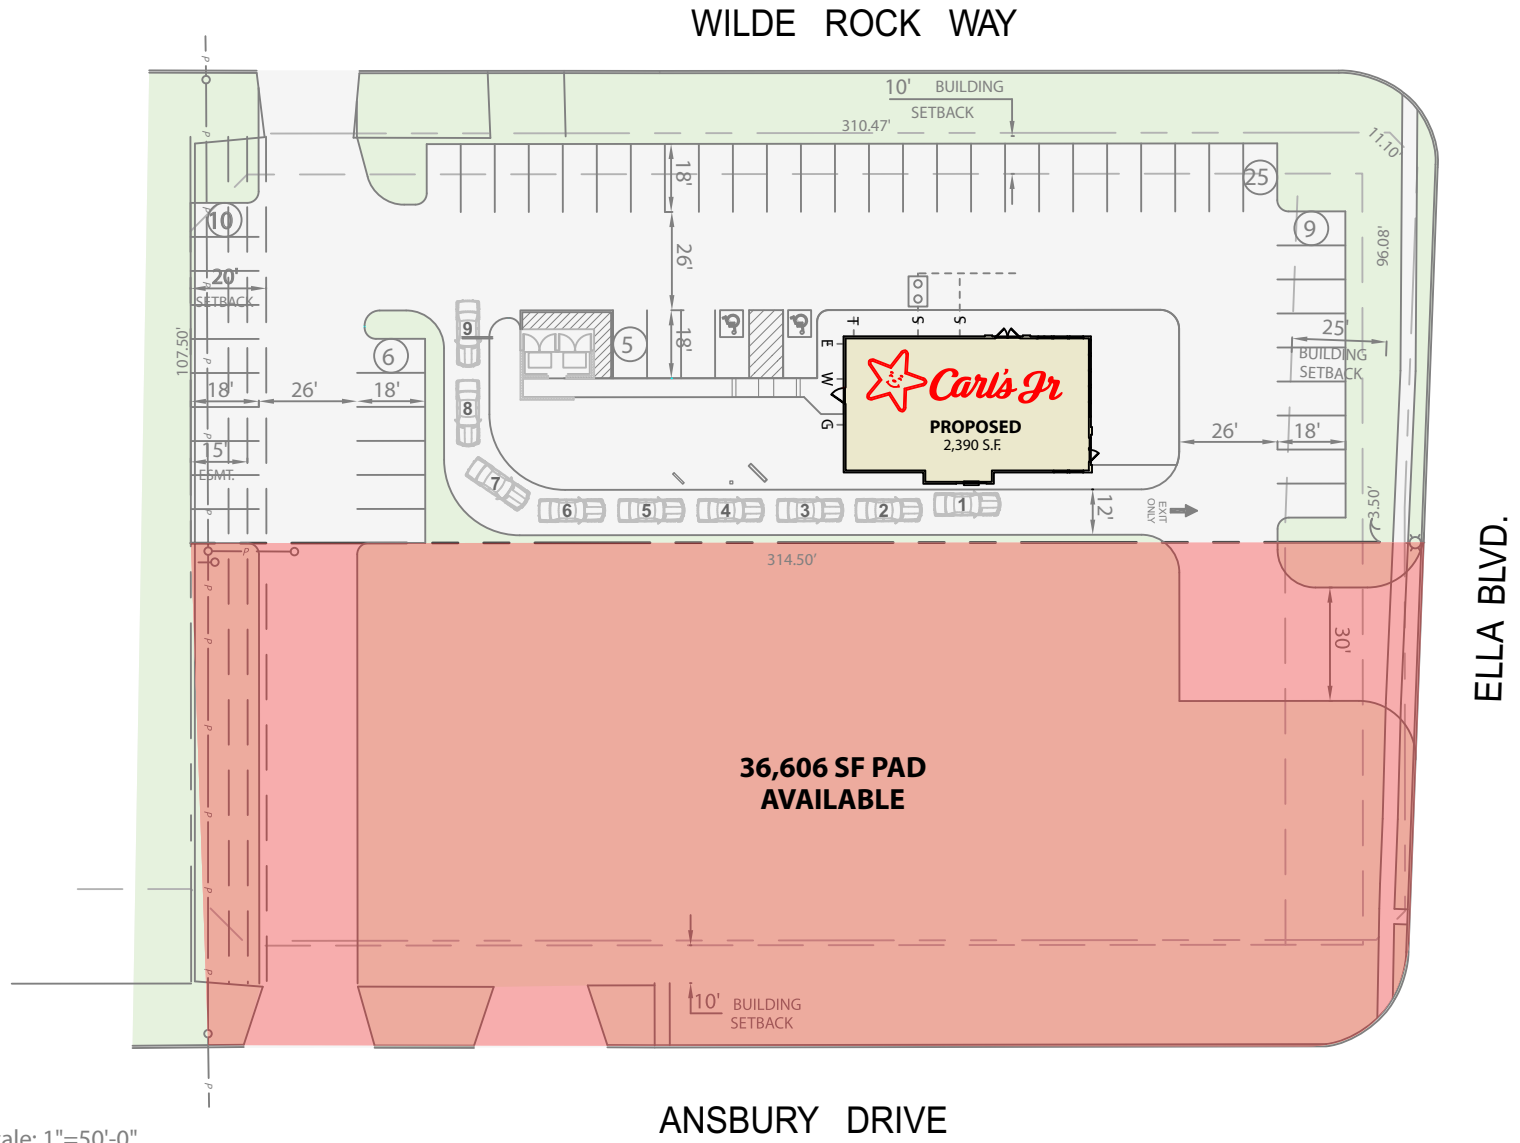 WILDE ROCK WAY
10' BUILDING
SETBACK
310.47'
11.10'
18'
25
10
9
26'
96.08'
20'
SETBACK
T
S
S
9
5
18'
E
25'
BUILDING
SETBACK
107.50'
6
W
Carl's Jr
18'
26'
18'
8
G
PROPOSED
2,390 S.F.
26'
18'
15'
ESMT.
7
6
5
4
3
2
1
12'
EXIT
ONLY
3.50'
314.50'
ELLA BLVD.
30'
36,606 SF PAD
AVAILABLE
10' BUILDING
SETBACK
ANSBURY DRIVE
ale: 1"=50'-0"
P
P
P
P
P
P
P
P
P
P
P
P
P
P